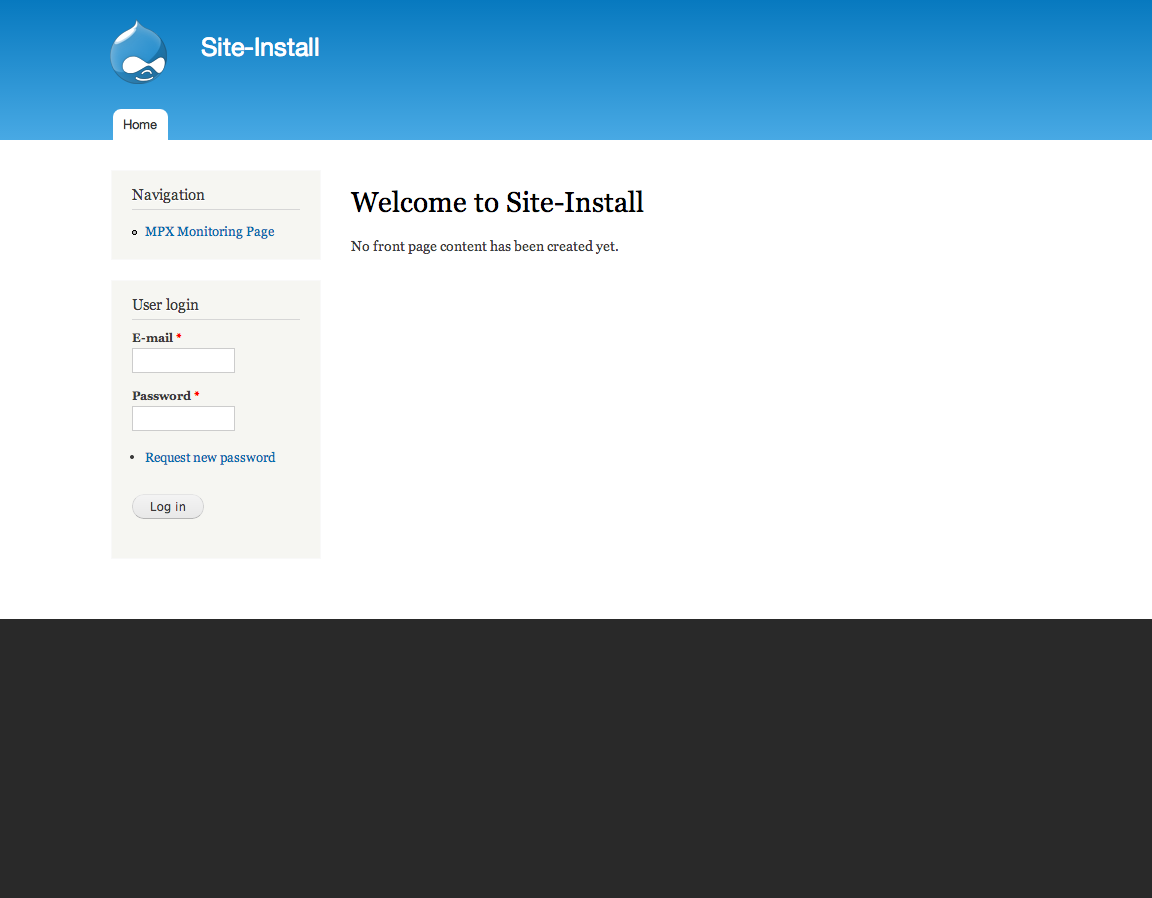 Site-Install
Home
Navigation
MPX Monitoring Page
User login
E-mail *
Password *
Request new password
Log in
Welcome to Site-Install
No front page content has been created yet.